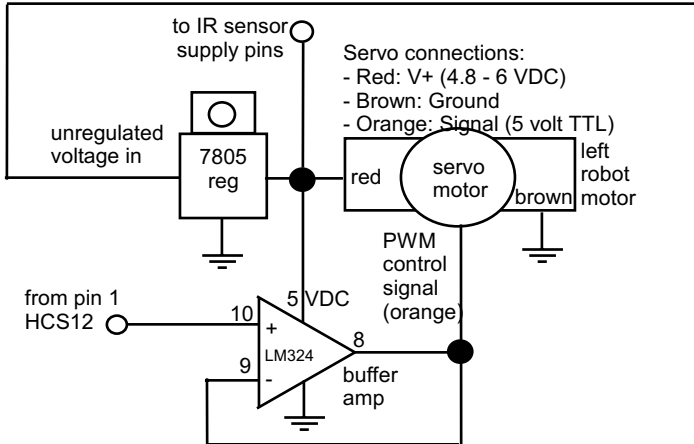 to IR sensor
supply pins
Servo connections:
- Red: V+ (4.8 - 6 VDC)
- Brown: Ground
- Orange: Signal (5 volt TTL)
unregulated
voltage in
7805
reg
red
servo
motor
brown
left
robot
motor
PWM
control
signal
(orange)
from pin 1
HCS12
5 VDC
10
+
LM324
8
9
-
buffer
amp